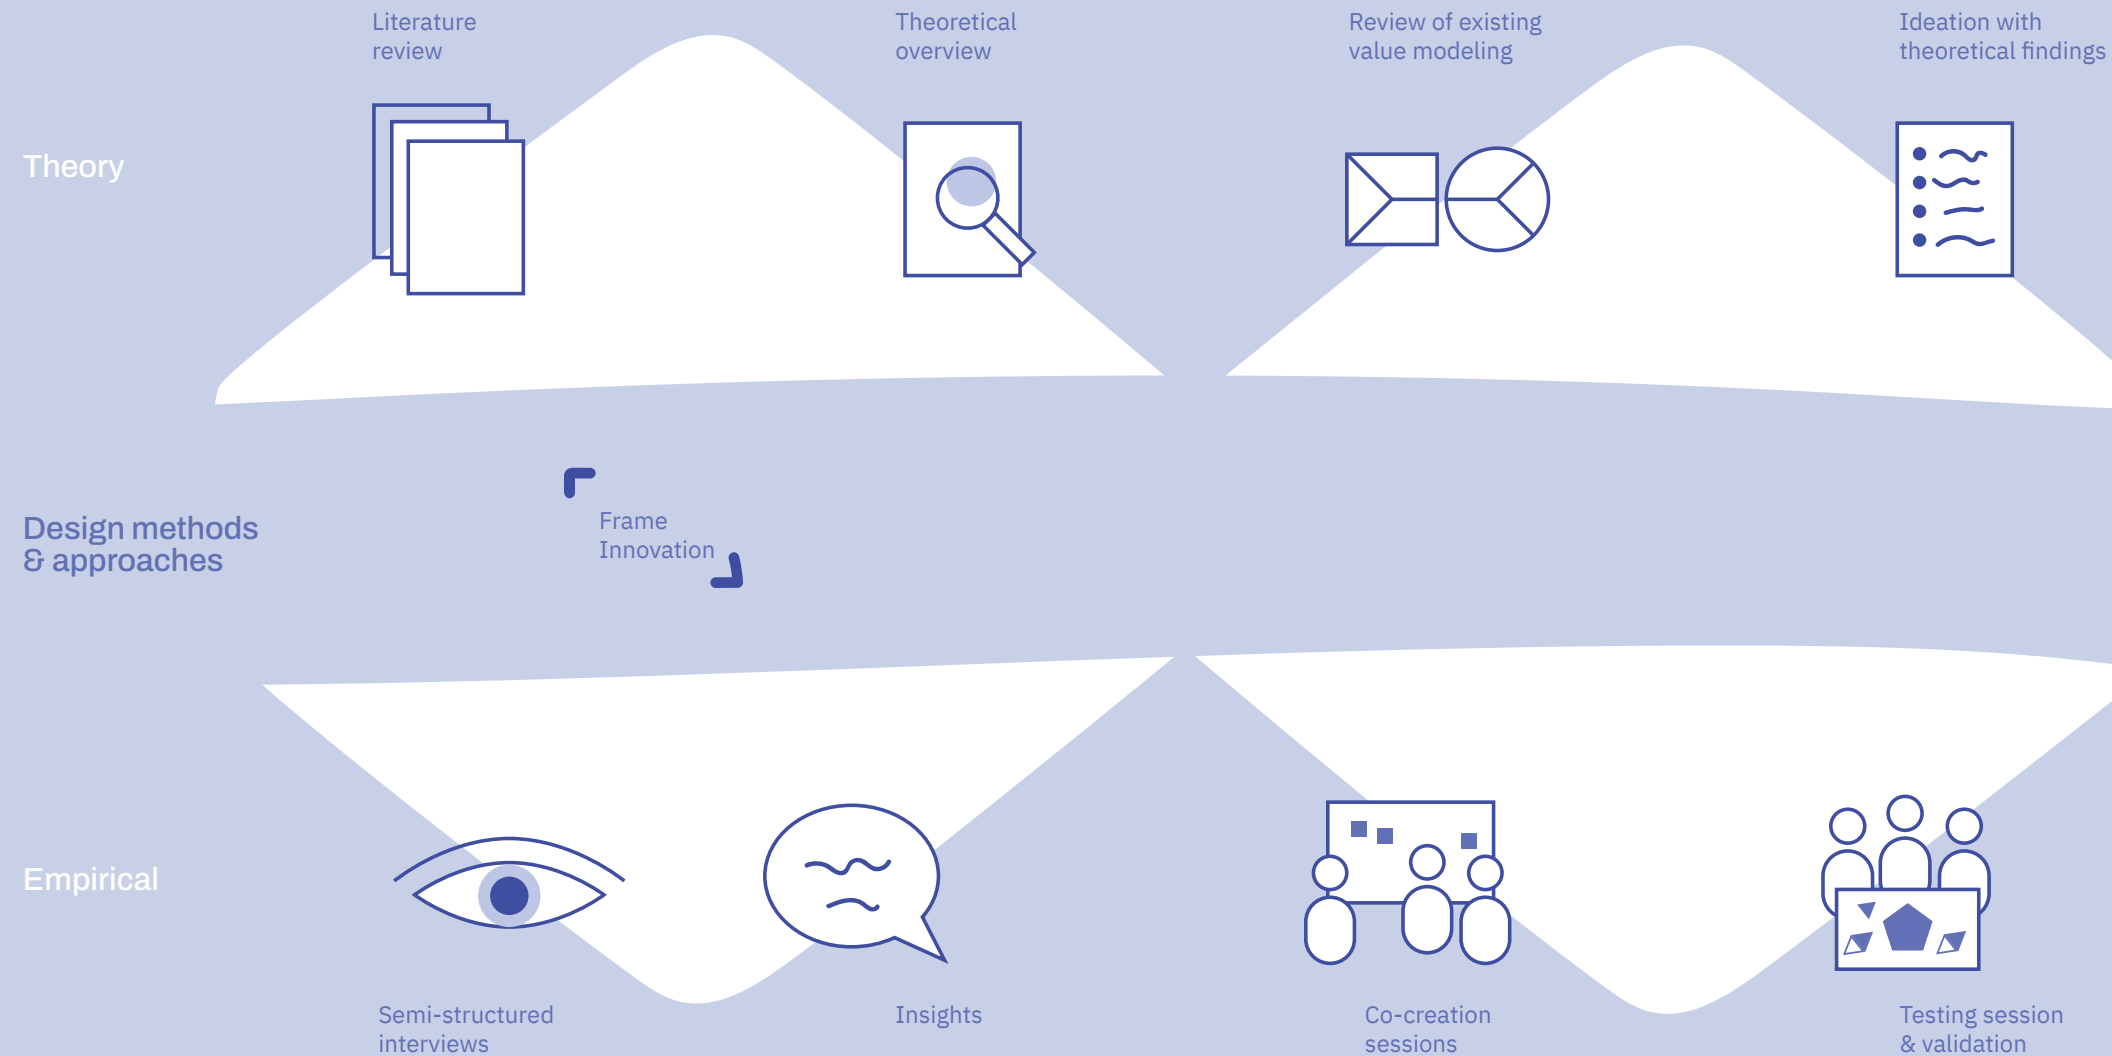 Literature
review
Theoretical
overview
Review of existing
value modeling
Ideation with
theoretical findings
Theory
Design methods
& approaches
Frame
Innovation
Empirical
Semi-structured
interviews
Insights
Co-creation
sessions
Testing session
& validation